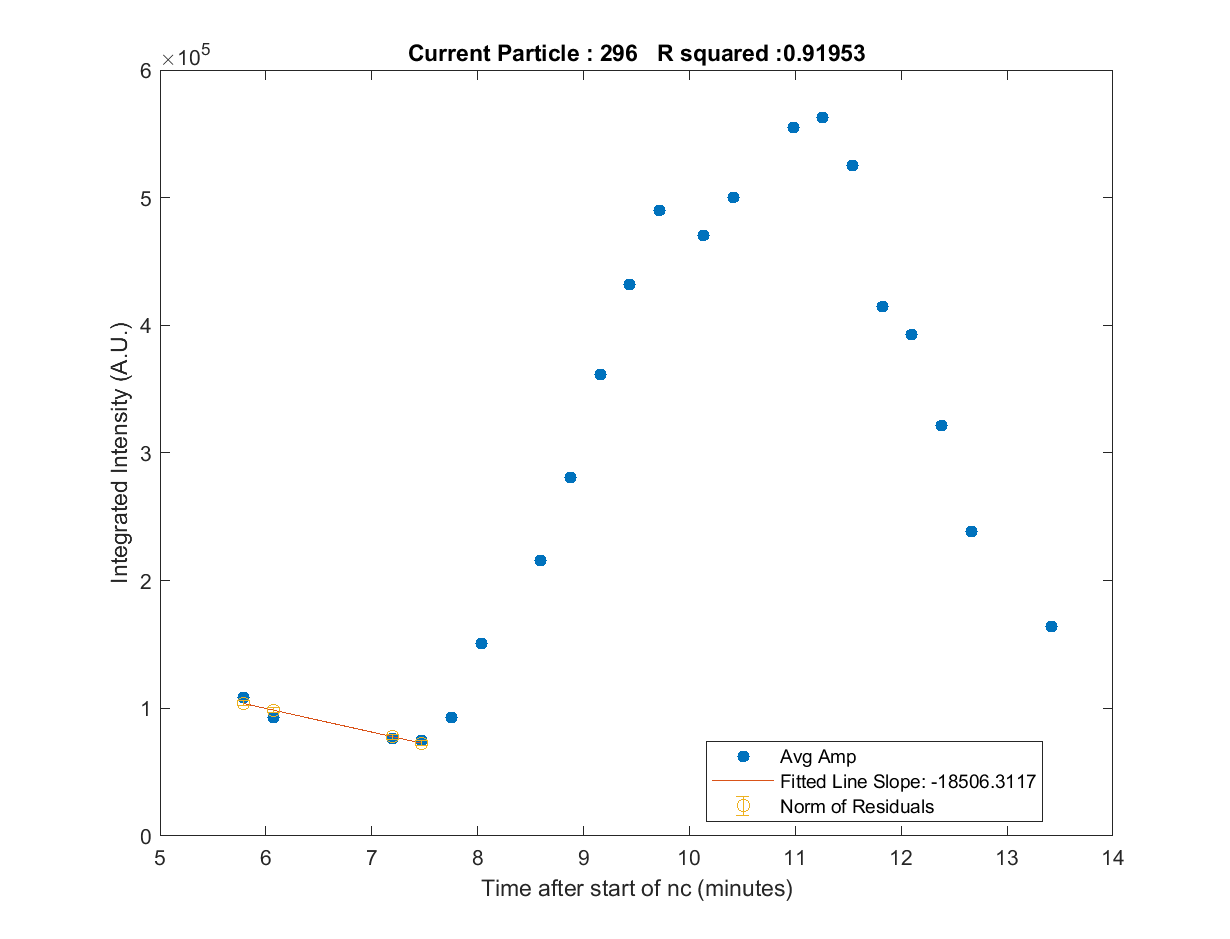 Current Particle : 296   R squared :0.91953
×10^5
6
5
4
3
2
1
0
Integrated Intensity (A.U.)
Avg Amp
Fitted Line Slope: -18506.3117
Norm of Residuals
5 6 7 8 9 10 11 12 13 14
Time after start of nc (minutes)